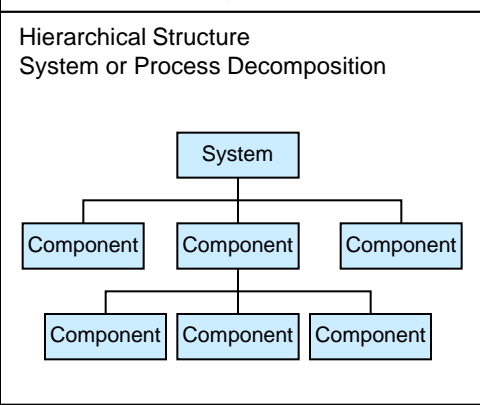 Hierarchical Structure
System or Process Decomposition
System
Component Component Component
Component Component Component